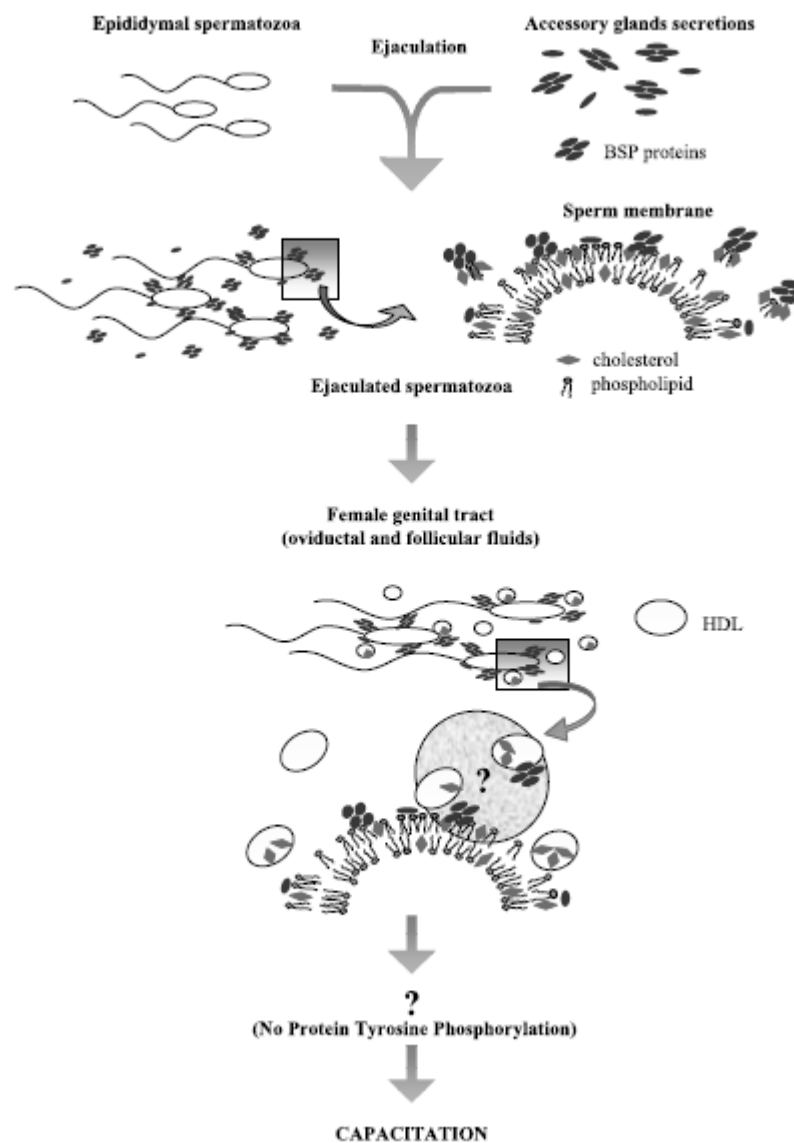 Epididymal spermatozoa
Accessory glands secretions
Ejaculation
BSP proteins
Sperm membrane
cholesterol
phospholipid
Ejaculated spermatozoa
Female genital tract
(oviductal and follicular fluids)
HDL
?
?
(No Protein Tyrosine Phosphorylation)
CAPACITATION